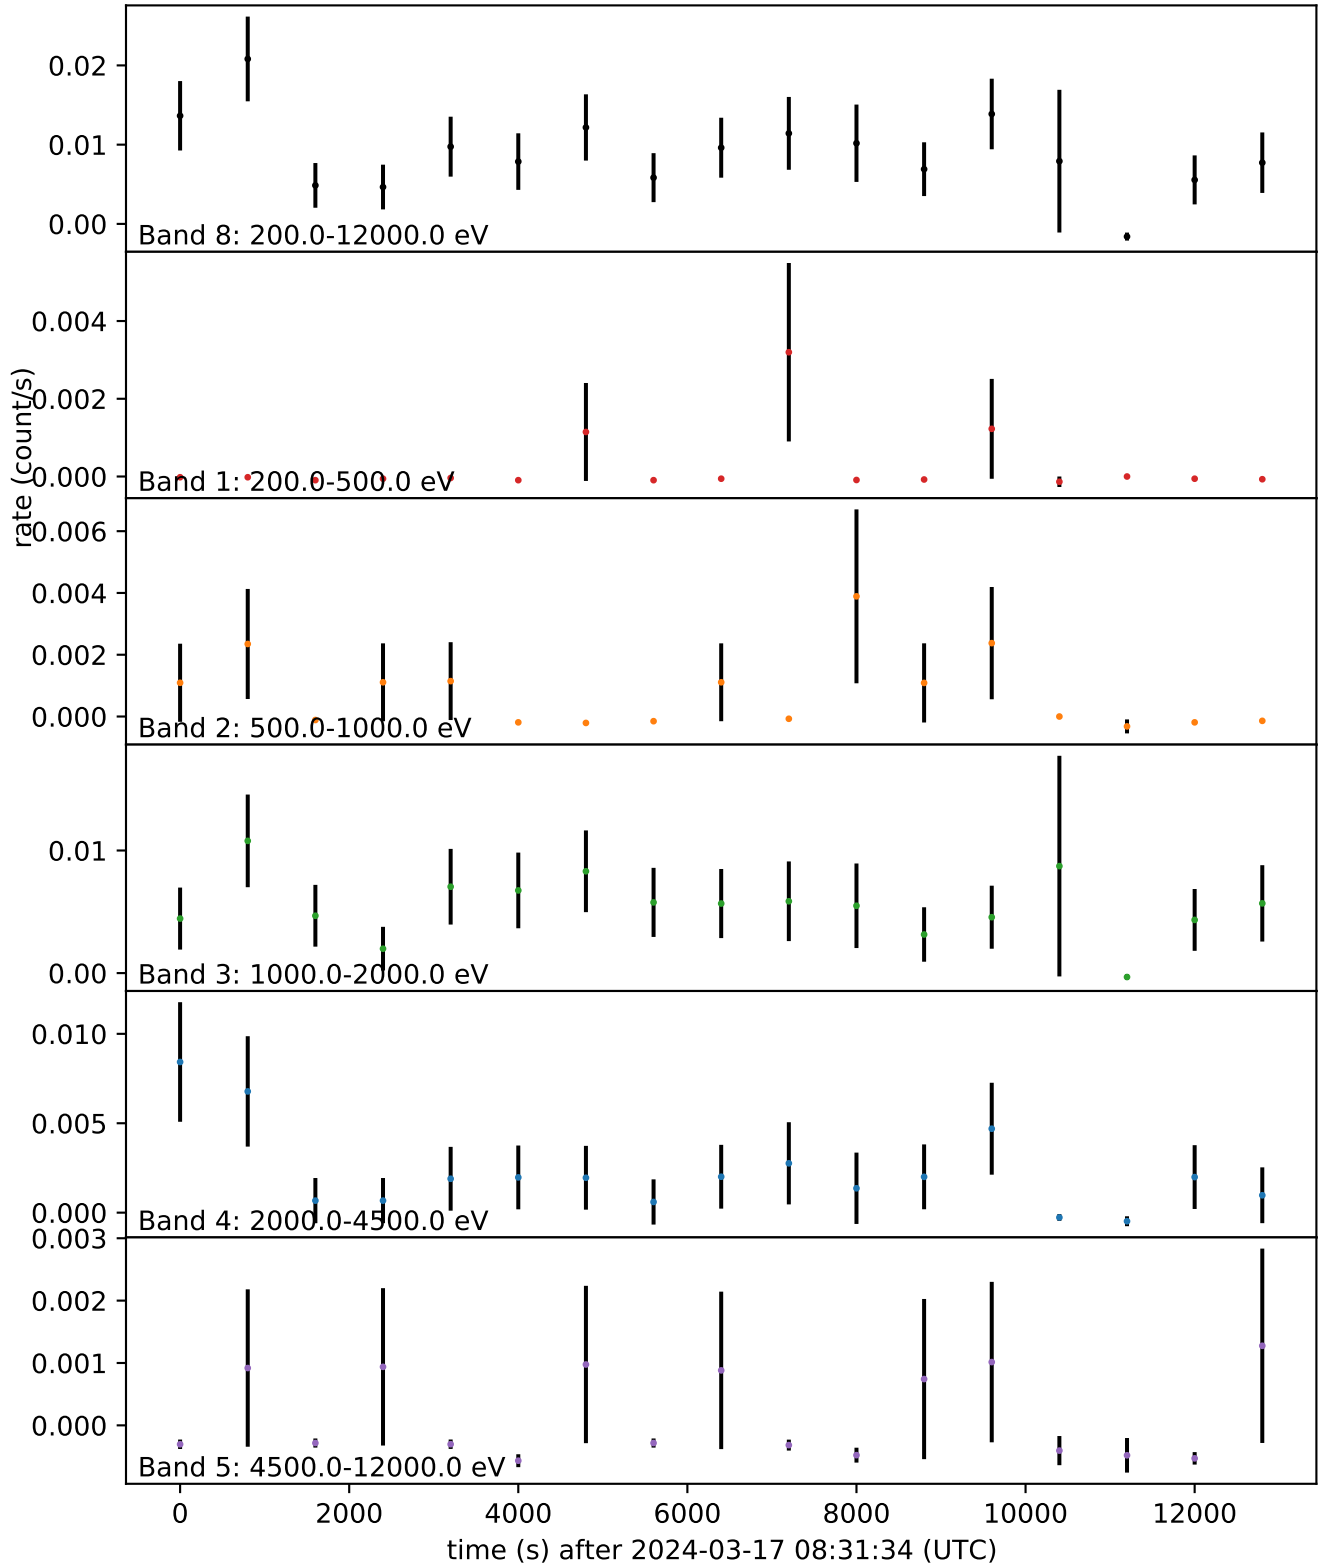 0.02
0.01
0.00
Band 8: 200.0-12000.0 eV
0.004
0.002
0.000
Band 1: 200.0-500.0 eV
rate (count/s)
0.006
0.004
0.002
0.000
Band 2: 500.0-1000.0 eV
0.01
0.00
Band 3: 1000.0-2000.0 eV
0.010
0.005
0.000
Band 4: 2000.0-4500.0 eV
0.003
0.002
0.001
0.000
Band 5: 4500.0-12000.0 eV
0 2000 4000 6000 8000 10000 12000
time (s) after 2024-03-17 08:31:34 (UTC)